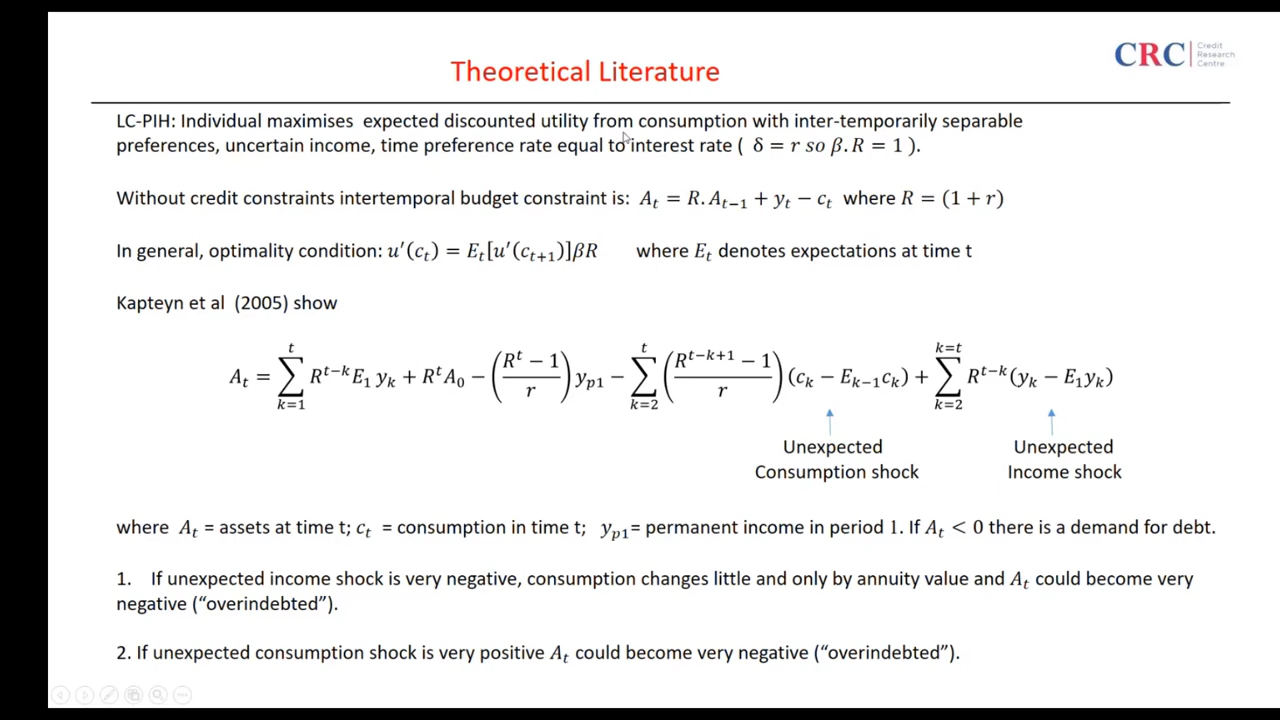 CRC Credit Research Centre
Theoretical Literature
LC-PIH: Individual maximises expected discounted utility from consumption with inter-temporarily separable
preferences, uncertain income, time preference rate equal to interest rate ( δ = r so β.R = 1 ).
Without credit constraints intertemporal budget constraint is: A_t = R.A_{t−1} + y_t − c_t where R = (1 + r)
In general, optimality condition: u′(c_t) = E_t[u′(c_{t+1})]βR where E_t denotes expectations at time t
Kapteyn et al (2005) show
A_t = \sum_{k=1}^{t} R^{t−k}E_1 y_k + R^tA_0 − ((R^t − 1)/r) y_{p1} − \sum_{k=2}^{t} ((R^{t−k+1} − 1)/r) (c_k − E_{k−1}c_k) + \sum_{k=2}^{k=t} R^{t−k}(y_k − E_1y_k)
Unexpected Unexpected
Consumption shock Income shock
where A_t = assets at time t; c_t = consumption in time t; y_{p1}= permanent income in period 1. If A_t < 0 there is a demand for debt.
1. If unexpected income shock is very negative, consumption changes little and only by annuity value and A_t could become very
negative (“overindebted”).
2. If unexpected consumption shock is very positive A_t could become very negative (“overindebted”).